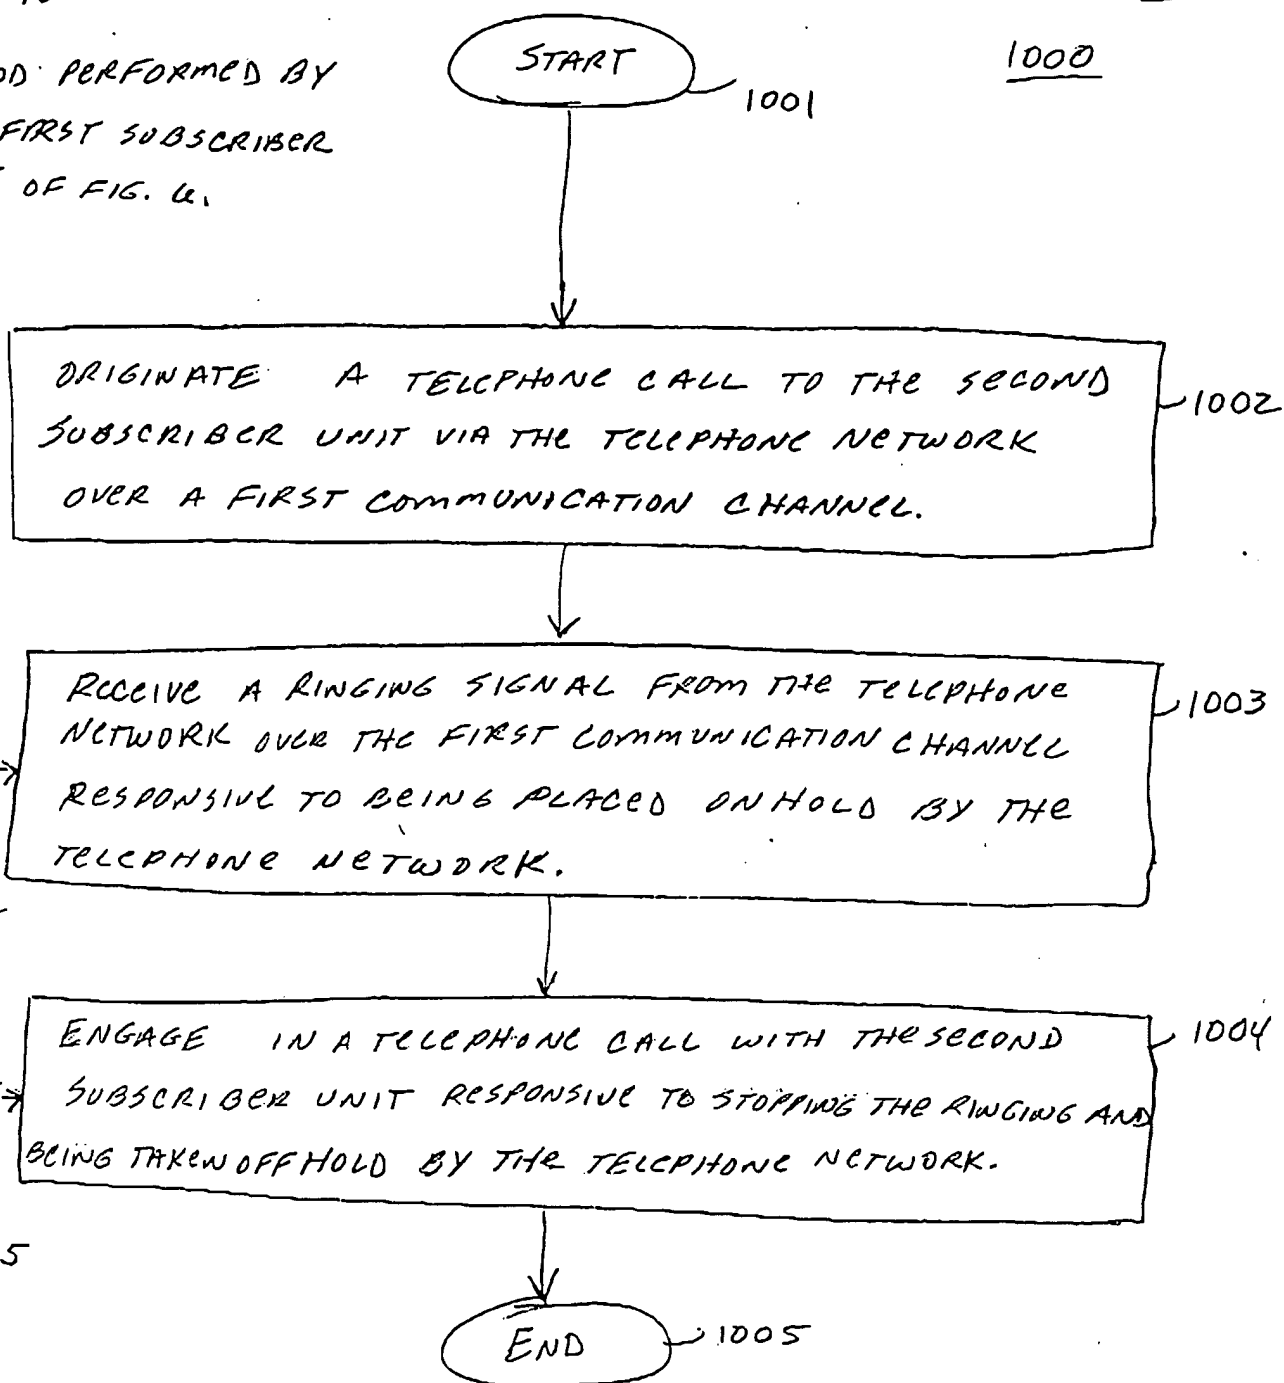 START
1000
1001
PERFORMED BY
FIRST SUBSCRIBER
OF FIG. 6.
ORIGINATE A TELEPHONE CALL TO THE SECOND
SUBSCRIBER UNIT VIA THE TELEPHONE NETWORK
OVER A FIRST COMMUNICATION CHANNEL.
1002
RECEIVE A RINGING SIGNAL FROM THE TELEPHONE
NETWORK OVER THE FIRST COMMUNICATION CHANNEL
RESPONSIVE TO BEING PLACED ON HOLD BY THE
TELEPHONE NETWORK.
1003
ENGAGE IN A TELEPHONE CALL WITH THE SECOND
SUBSCRIBER UNIT RESPONSIVE TO STOPPING THE RINGING AND
BEING TAKEN OFF HOLD BY THE TELEPHONE NETWORK.
1004
5
END
1005